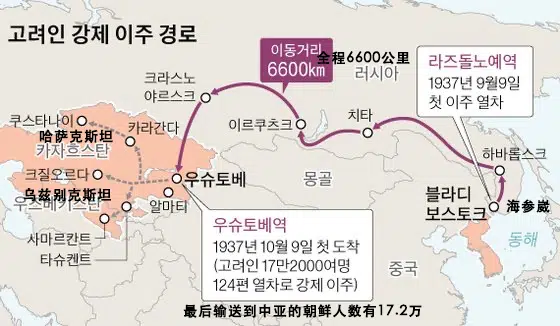 고려인 강제 이주 경로
이동거리
6600km
全程6600公里
러시아
라즈돌노예역
1937년 9월9일
첫 이주 열차
크라스노
야르스크
쿠스타나이
哈萨克斯坦
카자흐스탄
카라간다
이르쿠츠크
치타
하바롭스크
크질오르다
우슈토베
몽골
乌兹别克斯坦
우즈베키스탄
알마티
블라디
보스토크
海参崴
동해
사마르칸트
타슈켄트
우슈토베역
1937년 10월 9일 첫 도착
(고려인 17만2000여명
124편 열차로 강제 이주)
중국
最后输送到中亚的朝鲜人数有17.2万